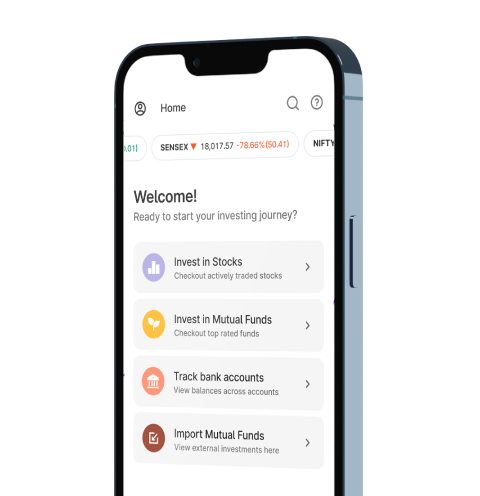 Home
0.01)
SENSEX ▼ 18,017.57 -78.66%(50.41)
NIFTY
Welcome!
Ready to start your investing journey?
Invest in Stocks
Checkout actively traded stocks
Invest in Mutual Funds
Checkout top rated funds
Track bank accounts
View balances across accounts
Import Mutual Funds
View external investments here